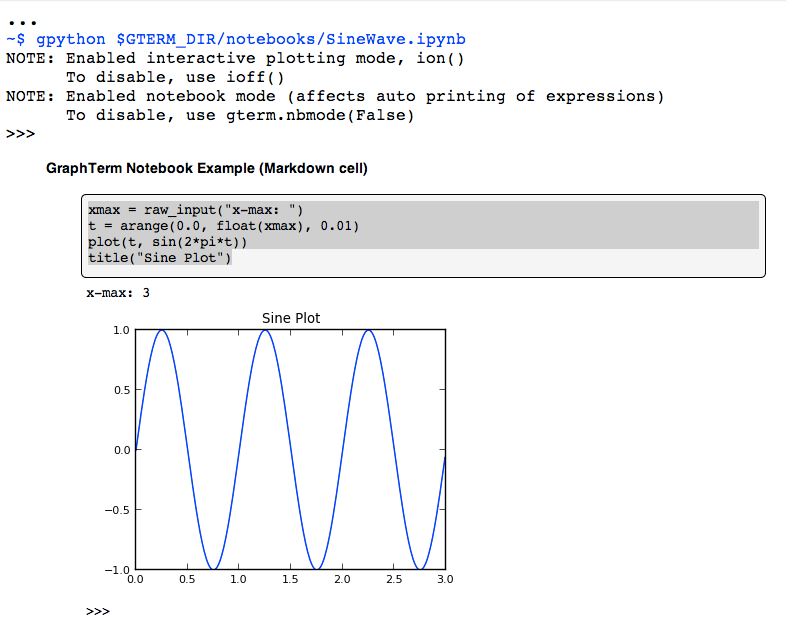 ...
~$ gpython $GTERM_DIR/notebooks/SineWave.ipynb
NOTE: Enabled interactive plotting mode, ion()
      To disable, use ioff()
NOTE: Enabled notebook mode (affects auto printing of expressions)
      To disable, use gterm.nbmode(False)
>>>
GraphTerm Notebook Example (Markdown cell)
xmax = raw_input("x-max: ")
t = arange(0.0, float(xmax), 0.01)
plot(t, sin(2*pi*t))
title("Sine Plot")
x-max: 3
Sine Plot
1.0
0.5
0.0
−0.5
−1.0
0.0 0.5 1.0 1.5 2.0 2.5 3.0
>>>